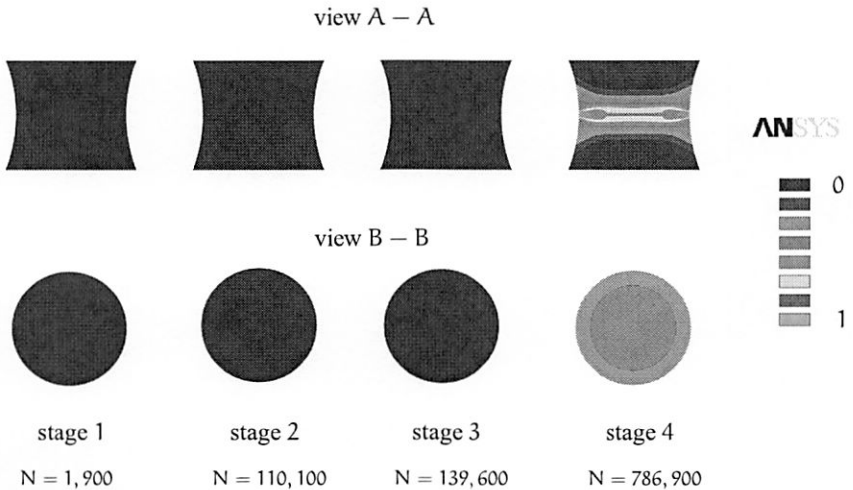 view A – A
ANSYS
0
1
view B – B
stage 1
stage 2
stage 3
stage 4
N = 1,900
N = 110,100
N = 139,600
N = 786,900